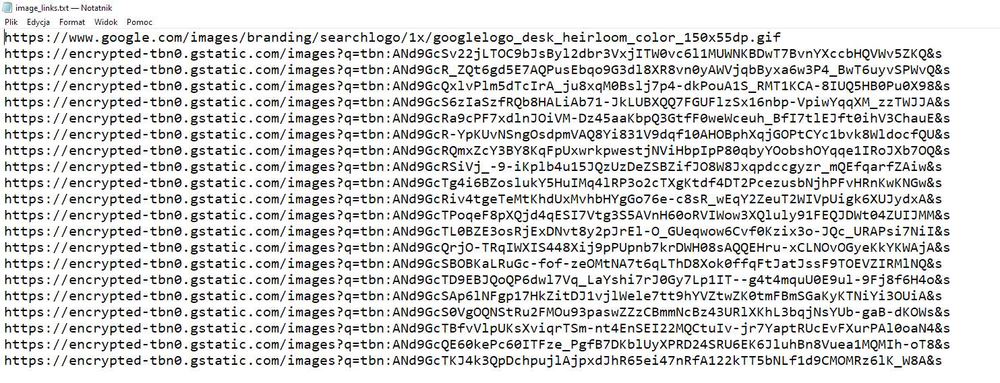 image_links.txt — Notatnik
Plik Edycja Format Widok Pomoc
https://www.google.com/images/branding/searchlogo/1x/googlelogo_desk_heirloom_color_150x55dp.gif
https://encrypted-tbn0.gstatic.com/images?q=tbn:ANd9GcSv22jLTOC9bJsByl2dbr3VxjITW0vc6l1MUWNKBDwT7BvnYXccbHQVWv5ZKQ&s
https://encrypted-tbn0.gstatic.com/images?q=tbn:ANd9GcR_ZQt6gd5E7AQPusEbqo9G3dl8XR8vn0yAWVjqbByxa6w3P4_BwT6uyvSPWvQ&s
https://encrypted-tbn0.gstatic.com/images?q=tbn:ANd9GcQxlvPlm5dTcIrA_ju8xqM0Bslj7p4-dkPouA1S_RMT1KCA-8IUQ5HB0Pu0X98&s
https://encrypted-tbn0.gstatic.com/images?q=tbn:ANd9GcS6zIaSzfRQb8HALiAb71-JkLUBXQQ7FGUFlzSx16nbp-VpiwYqqXM_zzTWJJA&s
https://encrypted-tbn0.gstatic.com/images?q=tbn:ANd9GcRa9cPF7xdlnJOiVM-Dz45aaKbpQ3GtfF0weWceuh_BfI7tlEJft0ihV3ChauE&s
https://encrypted-tbn0.gstatic.com/images?q=tbn:ANd9GcR-YpKUvNSngOsdpmVAQ8Yi831V9dqf10AHOBphXqjGOPtCYc1bvk8WldocfQU&s
https://encrypted-tbn0.gstatic.com/images?q=tbn:ANd9GcRQmxZcY3BY8KqFpUxwrkpwestjNViHbpIpP80qbyYOobshOYqqe1IRoJXb7OQ&s
https://encrypted-tbn0.gstatic.com/images?q=tbn:ANd9GcRSiVj_-9-iKplb4u15JQzUzDeZSBZifJO8W8Jxqpdccgyzr_mQEfqarfZAiw&s
https://encrypted-tbn0.gstatic.com/images?q=tbn:ANd9GcTg4i6BZoslukY5HuIMq4lRP3o2cTXgKtdf4DT2PcezusbNjhPFvHRnKwKNGw&s
https://encrypted-tbn0.gstatic.com/images?q=tbn:ANd9GcRiv4tgeTeMtKhdUxMvhbHYgGo76e-c8sR_wEqY2ZeuT2WIVpUigk6XUJydxA&s
https://encrypted-tbn0.gstatic.com/images?q=tbn:ANd9GcTPoqeF8pXQjd4qESI7Vtg3S5AVnH60oRVIWow3XQluly91FEQJDWt04ZUIJMM&s
https://encrypted-tbn0.gstatic.com/images?q=tbn:ANd9GcTL0BZE3osRjExDNvt8y2pJrEl-O_GUeqwow6Cvf0Kzix3o-JQc_URAPsi7NiI&s
https://encrypted-tbn0.gstatic.com/images?q=tbn:ANd9GcQrjO-TRqIWXIS448Xij9pPUpnb7krDWH08sAQQEHru-xCLNOvOGyeKkYKWAjA&s
https://encrypted-tbn0.gstatic.com/images?q=tbn:ANd9GcSBOBKaLRuGc-fof-zeOMtNA7t6qLThD8Xok0ffqFtJatJssF9TOEVZIRMlNQ&s
https://encrypted-tbn0.gstatic.com/images?q=tbn:ANd9GcTD9EBJQoQP6dwl7Vq_LaYshi7rJ0Gy7Lp1IT--g4t4mquU0E9ul-9Fj8f6H4o&s
https://encrypted-tbn0.gstatic.com/images?q=tbn:ANd9GcSAp6lNFgp17HkZitDJ1vjlWele7tt9hYVZtwZK0tmFBmSGaKyKTNiYi3OUiA&s
https://encrypted-tbn0.gstatic.com/images?q=tbn:ANd9GcS0VgOQNStRu2FMOu93paswZZzCBmmNcBz43URlXKhL3bqjNsYUb-gaB-dKOWs&s
https://encrypted-tbn0.gstatic.com/images?q=tbn:ANd9GcTBfvVlpUKsXviqrTSm-nt4EnSEI22MQCtuIv-jr7YaptRUcEvFXurPAl0oaN4&s
https://encrypted-tbn0.gstatic.com/images?q=tbn:ANd9GcQE60kePc60ITFze_PgfB7DKblUyXPRD24SRU6EK6JluhBn8Vuea1MQMIh-oT8&s
https://encrypted-tbn0.gstatic.com/images?q=tbn:ANd9GcTKJ4k3QpDchpujlAjpxdJhR65ei47nRfA122kTT5bNLf1d9CMOMRz6lK_W8A&s